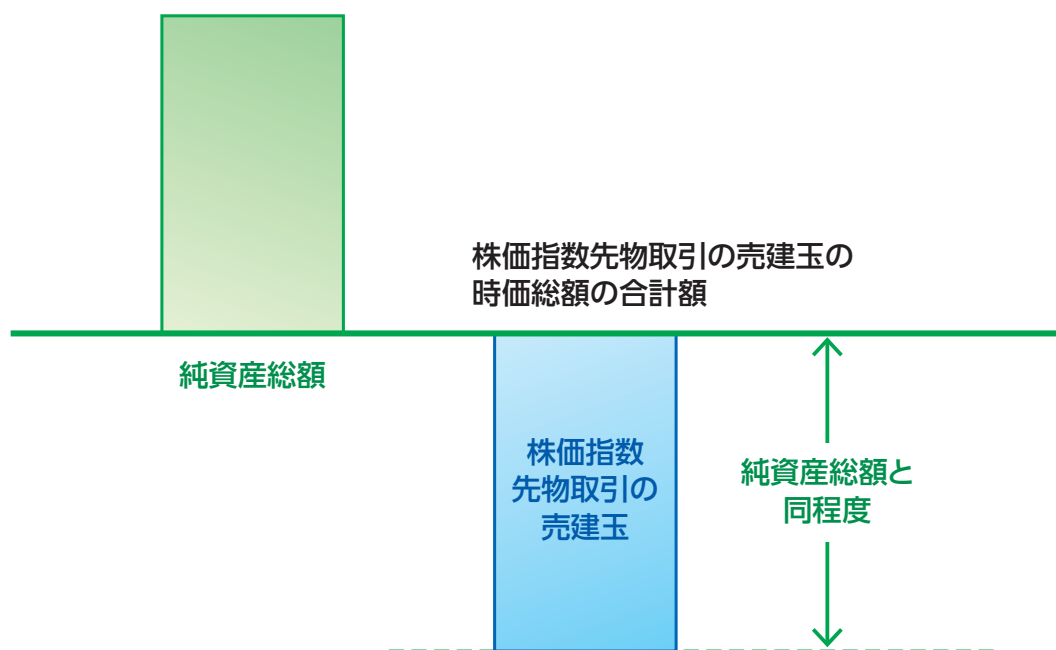 株価指数先物取引の売建玉の
時価総額の合計額
純資産総額
株価指数
先物取引の
売建玉
純資産総額と
同程度